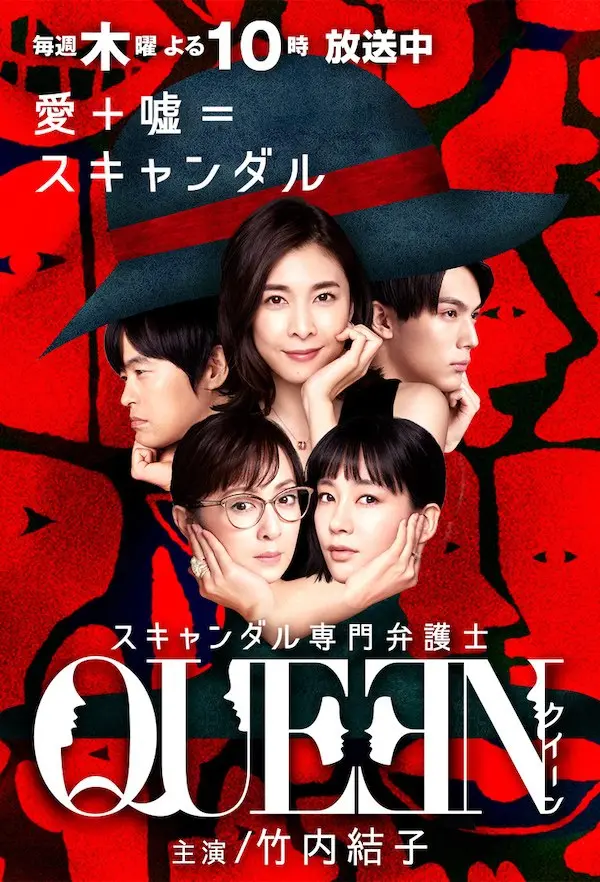 毎週木曜よる10時 放送中
愛+嘘=
スキャンダル
スキャンダル専門弁護士
QUEEN
クイーン
主演/竹内結子